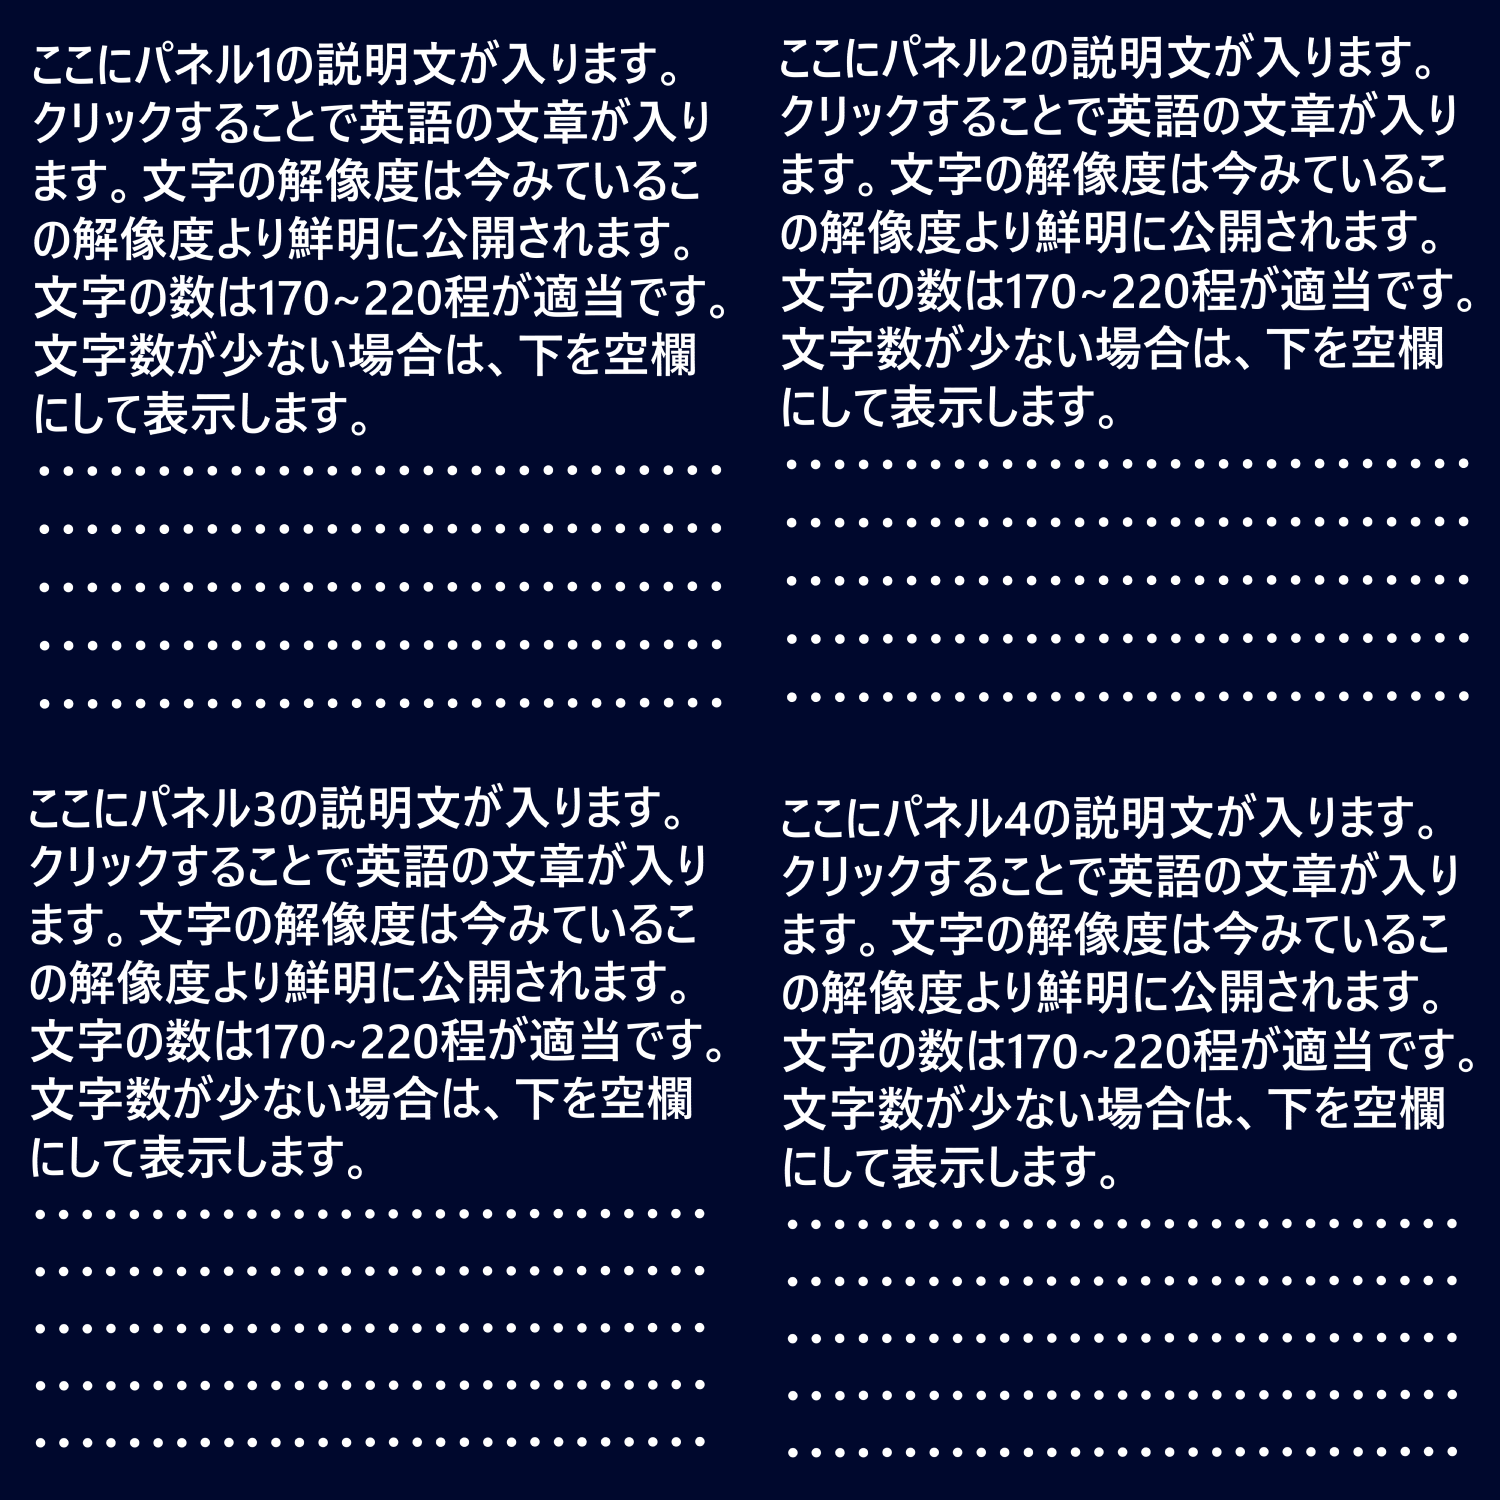 ここにパネル1の説明文が入ります。
クリックすることで英語の文章が入り
ます。文字の解像度は今みているこ
の解像度より鮮明に公開されます。
文字の数は170~220程が適当です。
文字数が少ない場合は、下を空欄
にして表示します。
・・・・・・・・・・・・・・・・・・・・・・・・・・・・・
・・・・・・・・・・・・・・・・・・・・・・・・・・・・・
・・・・・・・・・・・・・・・・・・・・・・・・・・・・・
・・・・・・・・・・・・・・・・・・・・・・・・・・・・・
・・・・・・・・・・・・・・・・・・・・・・・・・・・・・
ここにパネル2の説明文が入ります。
クリックすることで英語の文章が入り
ます。文字の解像度は今みているこ
の解像度より鮮明に公開されます。
文字の数は170~220程が適当です。
文字数が少ない場合は、下を空欄
にして表示します。
・・・・・・・・・・・・・・・・・・・・・・・・・・・・・
・・・・・・・・・・・・・・・・・・・・・・・・・・・・・
・・・・・・・・・・・・・・・・・・・・・・・・・・・・・
・・・・・・・・・・・・・・・・・・・・・・・・・・・・・
・・・・・・・・・・・・・・・・・・・・・・・・・・・・・
ここにパネル3の説明文が入ります。
クリックすることで英語の文章が入り
ます。文字の解像度は今みているこ
の解像度より鮮明に公開されます。
文字の数は170~220程が適当です。
文字数が少ない場合は、下を空欄
にして表示します。
・・・・・・・・・・・・・・・・・・・・・・・・・・・・・
・・・・・・・・・・・・・・・・・・・・・・・・・・・・・
・・・・・・・・・・・・・・・・・・・・・・・・・・・・・
・・・・・・・・・・・・・・・・・・・・・・・・・・・・・
・・・・・・・・・・・・・・・・・・・・・・・・・・・・・
ここにパネル4の説明文が入ります。
クリックすることで英語の文章が入り
ます。文字の解像度は今みているこ
の解像度より鮮明に公開されます。
文字の数は170~220程が適当です。
文字数が少ない場合は、下を空欄
にして表示します。
・・・・・・・・・・・・・・・・・・・・・・・・・・・・・
・・・・・・・・・・・・・・・・・・・・・・・・・・・・・
・・・・・・・・・・・・・・・・・・・・・・・・・・・・・
・・・・・・・・・・・・・・・・・・・・・・・・・・・・・
・・・・・・・・・・・・・・・・・・・・・・・・・・・・・